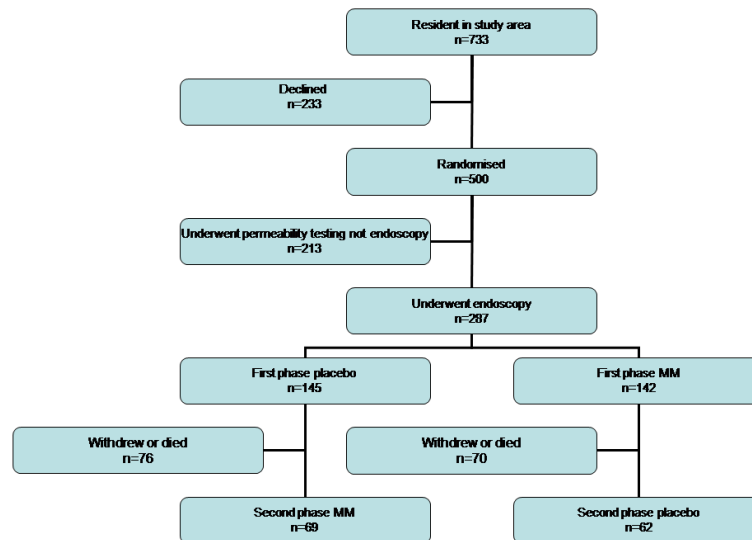 Resident in study area
n=733
Declined
n=233
Randomised
n=500
Underwent permeability testing not endoscopy
n=213
Underwent endoscopy
n=287
First phase placebo
n=145
First phase MM
n=142
Withdrew or died
n=76
Withdrew or died
n=70
Second phase MM
n=69
Second phase placebo
n=62